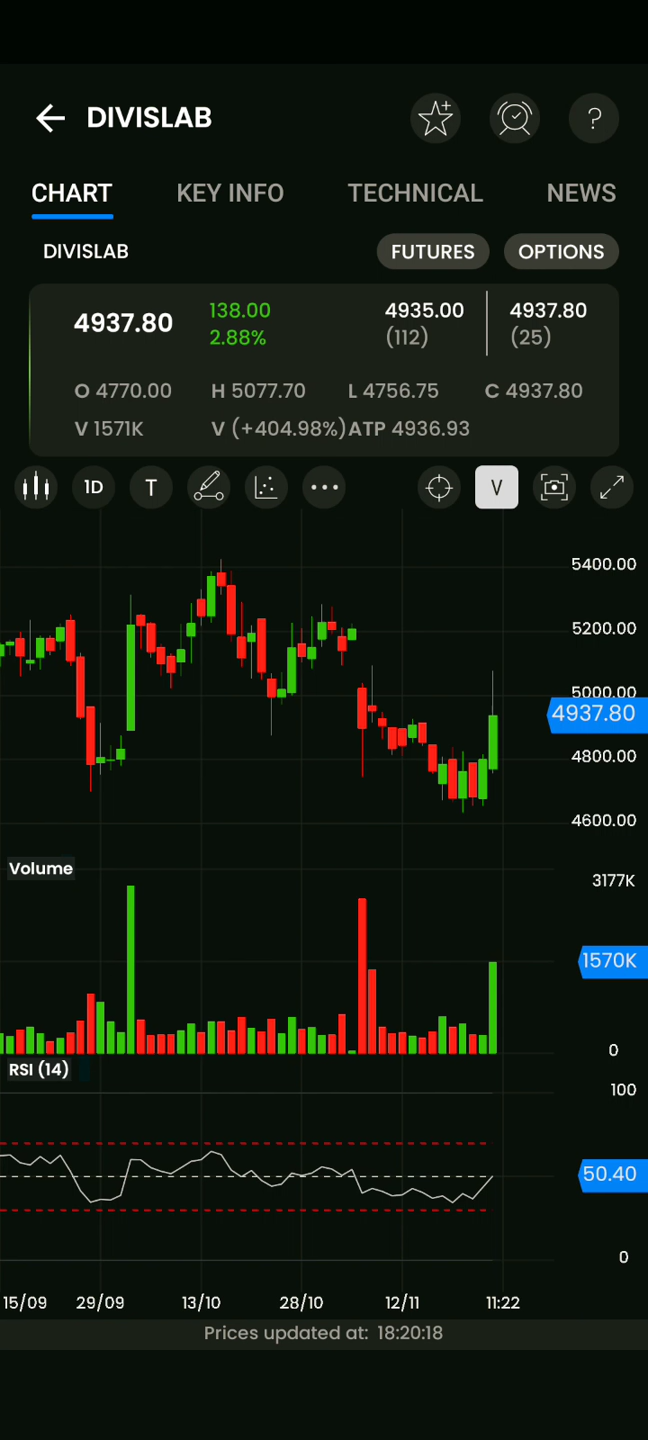 DIVISLAB
?
CHART KEY INFO TECHNICAL NEWS
DIVISLAB FUTURES OPTIONS
4937.80 138.00 2.88% 4935.00 (112) 4937.80 (25)
O 4770.00 H 5077.70 L 4756.75 C 4937.80
V 1571K V (+404.98%) ATP 4936.93
1D T V
5400.00
5200.00
5000.00
4937.80
4800.00
4600.00
Volume
3177K
1570K
0
RSI (14)
100
50.40
0
15/09 29/09 13/10 28/10 12/11 11:22
Prices updated at: 18:20:18